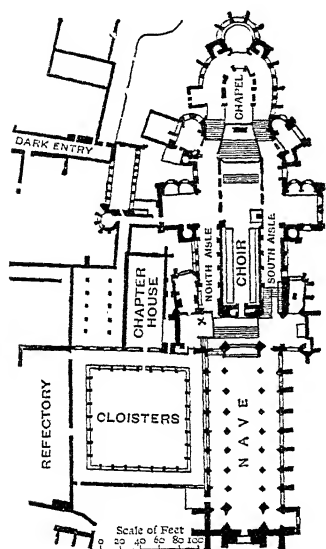 CHAPEL
DARK ENTRY
NORTH AISLE
CHOIR
SOUTH AISLE
CHAPTER
HOUSE
X
REFECTORY
CLOISTERS
NAVE
Scale of Feet
0 20 40 60 80 100